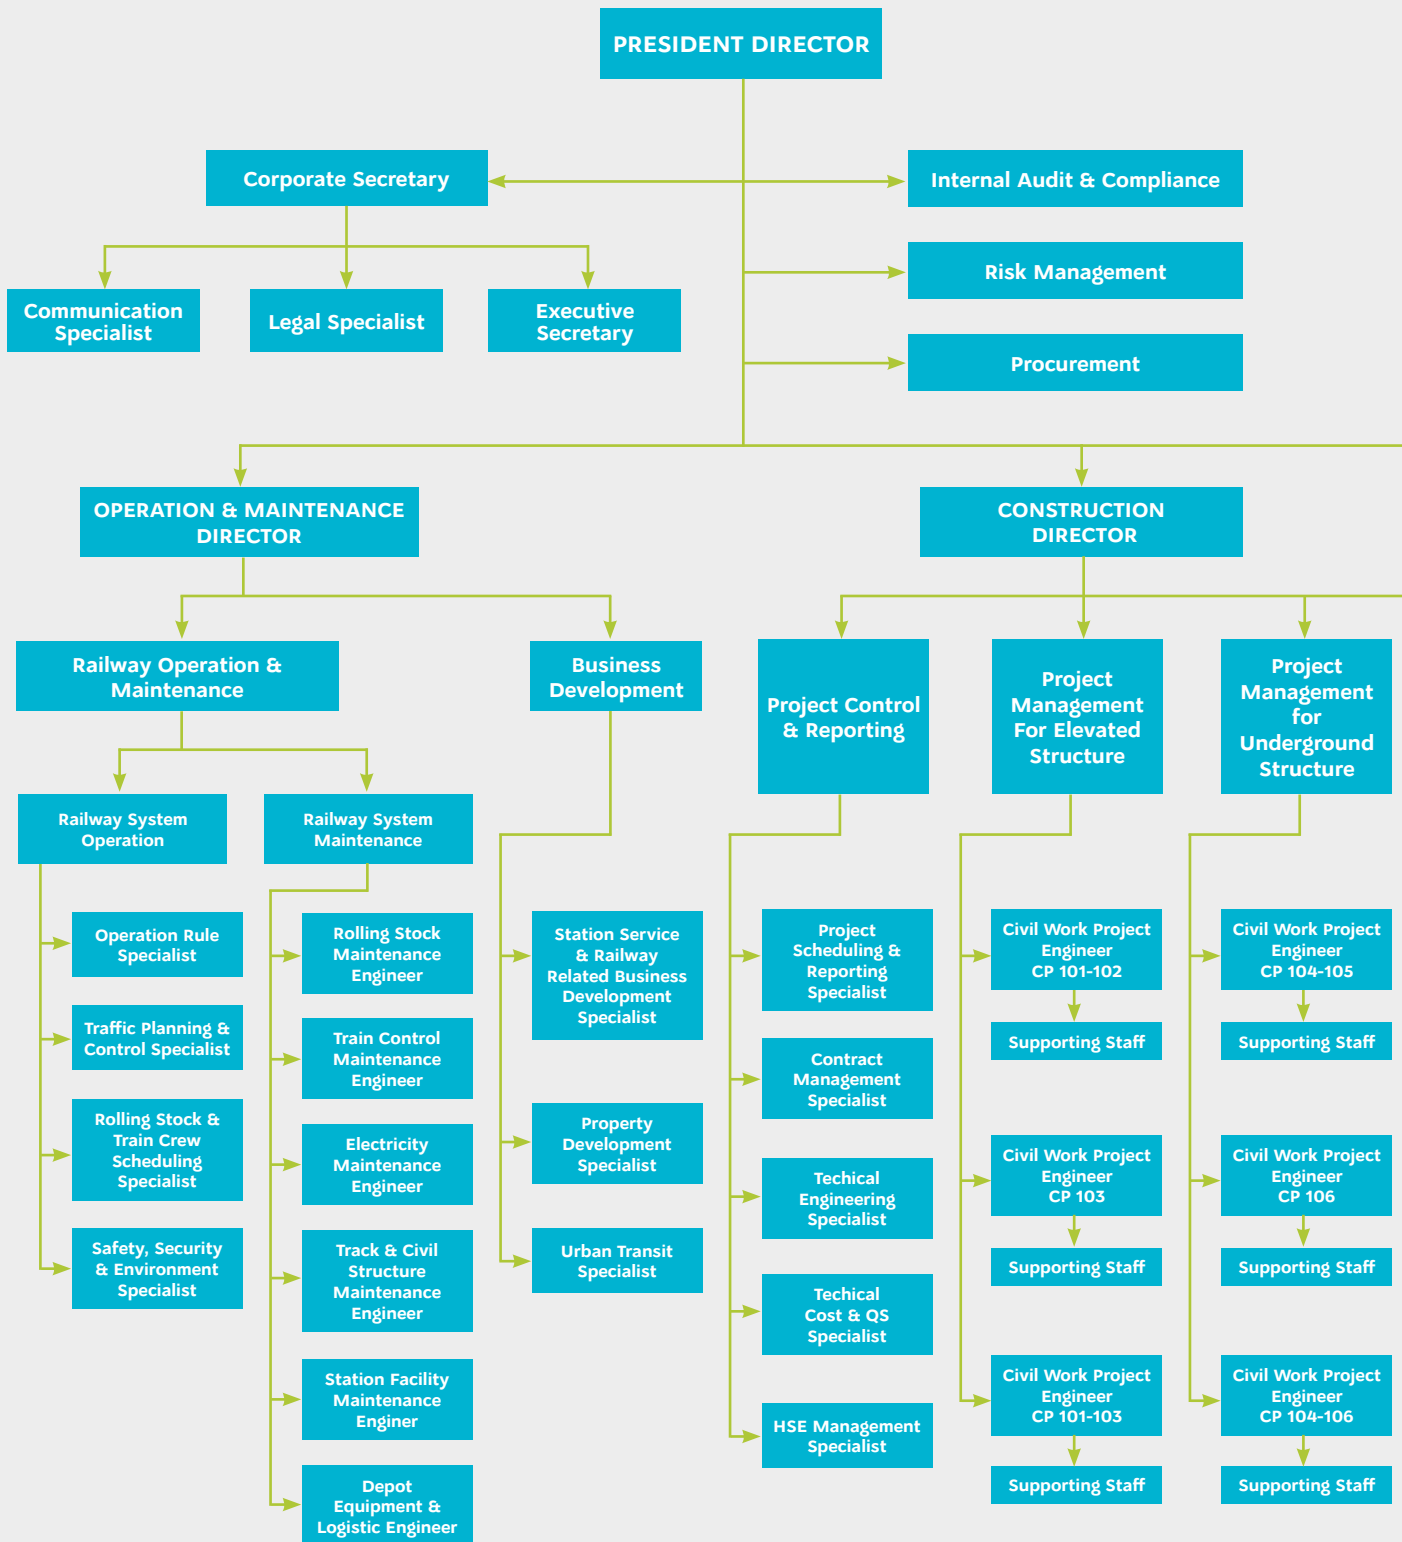 PRESIDENT DIRECTOR
Corporate Secretary
Internal Audit & Compliance
Risk Management
Procurement
Communication
Specialist
Legal Specialist
Executive
Secretary
OPERATION & MAINTENANCE
DIRECTOR
CONSTRUCTION
DIRECTOR
Railway Operation &
Maintenance
Business
Development
Project Control
& Reporting
Project
Management
For Elevated
Structure
Project
Management
for
Underground
Structure
Railway System
Operation
Railway System
Maintenance
Operation Rule
Specialist
Traffic Planning &
Control Specialist
Rolling Stock &
Train Crew
Scheduling
Specialist
Safety, Security
& Environment
Specialist
Rolling Stock
Maintenance
Engineer
Train Control
Maintenance
Engineer
Electricity
Maintenance
Engineer
Track & Civil
Structure
Maintenance
Engineer
Station Facility
Maintenance
Enginer
Depot
Equipment &
Logistic Engineer
Station Service
& Railway
Related Business
Development
Specialist
Property
Development
Specialist
Urban Transit
Specialist
Project
Scheduling &
Reporting
Specialist
Contract
Management
Specialist
Techical
Engineering
Specialist
Techical
Cost & QS
Specialist
HSE Management
Specialist
Civil Work Project
Engineer
CP 101-102
Supporting Staff
Civil Work Project
Engineer
CP 103
Supporting Staff
Civil Work Project
Engineer
CP 101-103
Supporting Staff
Civil Work Project
Engineer
CP 104-105
Supporting Staff
Civil Work Project
Engineer
CP 106
Supporting Staff
Civil Work Project
Engineer
CP 104-106
Supporting Staff